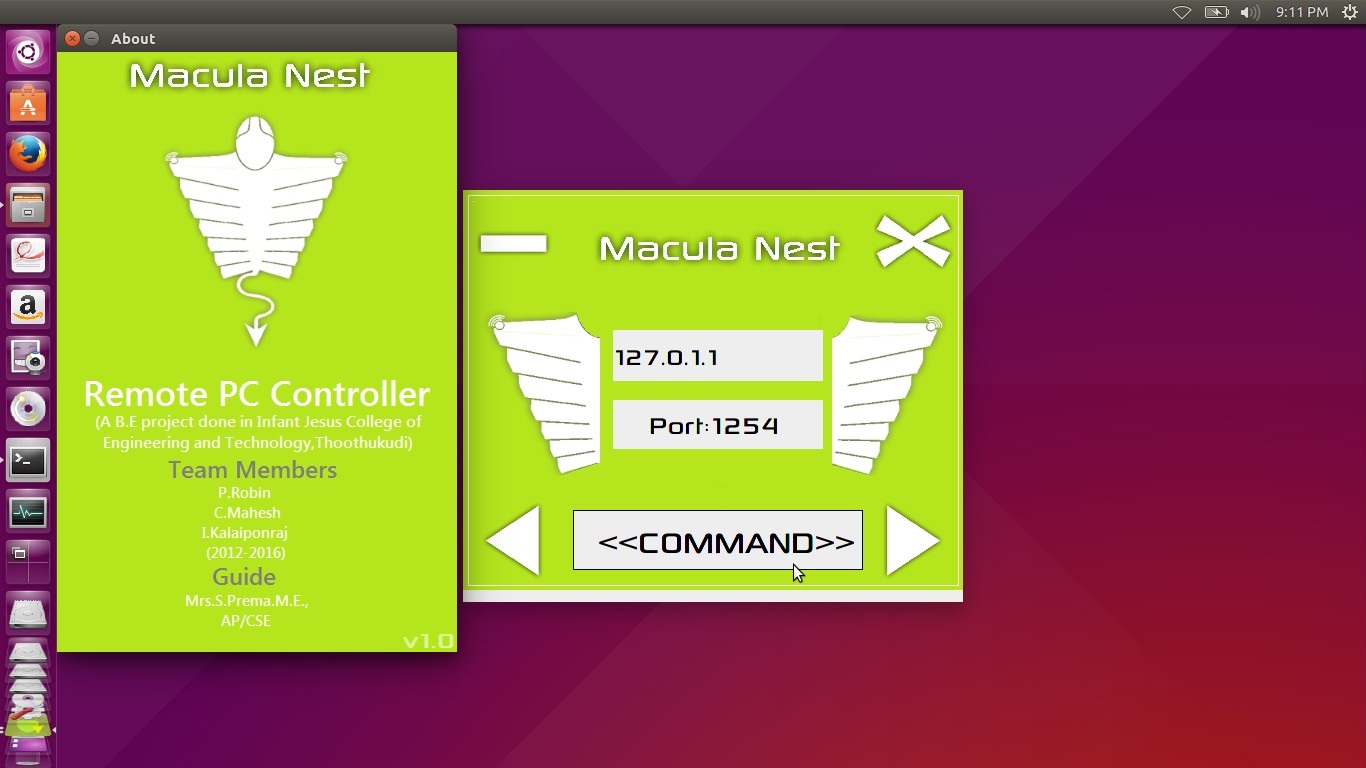 9:11 PM
About
Macula Nest
Remote PC Controller
(A B.E project done in Infant Jesus College of
Engineering and Technology,Thoothukudi)
Team Members
P.Robin
C.Mahesh
I.Kalaiponraj
(2012-2016)
Guide
Mrs.S.Prema.M.E.,
AP/CSE
v1.0
Macula Nest
127.0.1.1
Port:1254
<<COMMAND>>